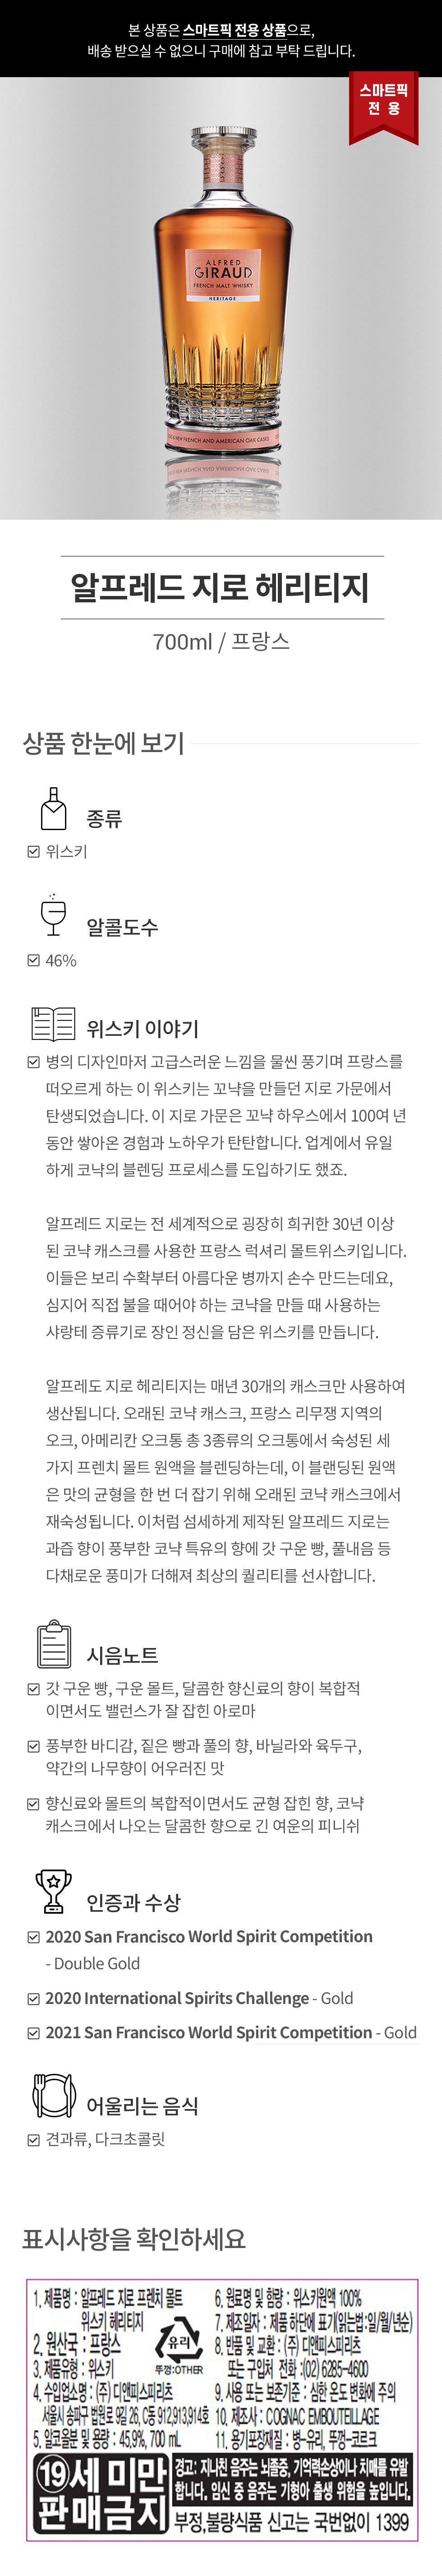 본 상품은 스마트픽 전용 상품으로,
배송 받으실 수 없으니 구매에 참고 부탁 드립니다.
스마트픽
전 용
ALFRED
GIRAUD
FRENCH MALT WHISKY
HERITAGE
FRENCH AND AMERICAN OAK CASKS
알프레드 지로 헤리티지
700ml / 프랑스
상품 한눈에 보기
종류
위스키
알콜도수
46%
위스키 이야기
병의 디자인마저 고급스러운 느낌을 물씬 풍기며 프랑스를
떠오르게 하는 이 위스키는 꼬냑을 만들던 지로 가문에서
탄생되었습니다. 이 지로 가문은 꼬냑 하우스에서 100여 년
동안 쌓아온 경험과 노하우가 탄탄합니다. 업계에서 유일
하게 코냑의 블렌딩 프로세스를 도입하기도 했죠.
알프레드 지로는 전 세계적으로 굉장히 희귀한 30년 이상
된 코냑 캐스크를 사용한 프랑스 럭셔리 몰트위스키입니다.
이들은 보리 수확부터 아름다운 병까지 손수 만드는데요,
심지어 직접 불을 때어야 하는 코냑을 만들 때 사용하는
샤랑테 증류기로 장인 정신을 담은 위스키를 만듭니다.
알프레도 지로 헤리티지는 매년 30개의 캐스크만 사용하여
생산됩니다. 오래된 코냑 캐스크, 프랑스 리무쟁 지역의
오크, 아메리칸 오크통 총 3종류의 오크통에서 숙성된 세
가지 프렌치 몰트 원액을 블렌딩하는데, 이 블랜딩된 원액
은 맛의 균형을 한 번 더 잡기 위해 오래된 코냑 캐스크에서
재숙성됩니다. 이처럼 섬세하게 제작된 알프레드 지로는
과즙 향이 풍부한 코냑 특유의 향에 갓 구운 빵, 풀내음 등
다채로운 풍미가 더해져 최상의 퀄리티를 선사합니다.
시음노트
갓 구운 빵, 구운 몰트, 달콤한 향신료의 향이 복합적
이면서도 밸런스가 잘 잡힌 아로마
풍부한 바디감, 짙은 빵과 풀의 향, 바닐라와 육두구,
약간의 나무향이 어우러진 맛
향신료와 몰트의 복합적이면서도 균형 잡힌 향, 코냑
캐스크에서 나오는 달콤한 향으로 긴 여운의 피니쉬
인증과 수상
2020 San Francisco World Spirit Competition
- Double Gold
2020 International Spirits Challenge - Gold
2021 San Francisco World Spirit Competition - Gold
어울리는 음식
견과류, 다크초콜릿
표시사항을 확인하세요
1. 제품명 : 알프레드 지로 프렌치 몰트
위스키 헤리티지
2. 원산국 : 프랑스
3. 제품유형 : 위스키
유리
뚜껑:OTHER
4. 수입업소명 : (주) 디앤피스피리츠
서울시 송파구 법원로 9길 26, C동 912,913,914호
5. 알코올분 및 용량 : 45.9%, 700 mL
6. 원료명 및 함량 : 위스키원액 100%
7. 제조일자 : 제품 하단에 표기(읽는법:일/월/년순)
8. 반품 및 교환 : (주) 디앤피스피리츠
또는 구입처 전화 :(02) 6285-4600
9. 사용 또는 보존기준 : 심한 온도 변화에 주의
10. 제조사 : COGNAC EMBOUTEILLAGE
11. 용기포장재질 : 병-유리, 뚜껑-코르크
19세 미만
판매금지
경고: 지나친 음주는 뇌졸중, 기억력손상이나 치매를 유발
합니다. 임신 중 음주는 기형아 출생 위험을 높입니다.
부정,불량식품 신고는 국번없이 1399